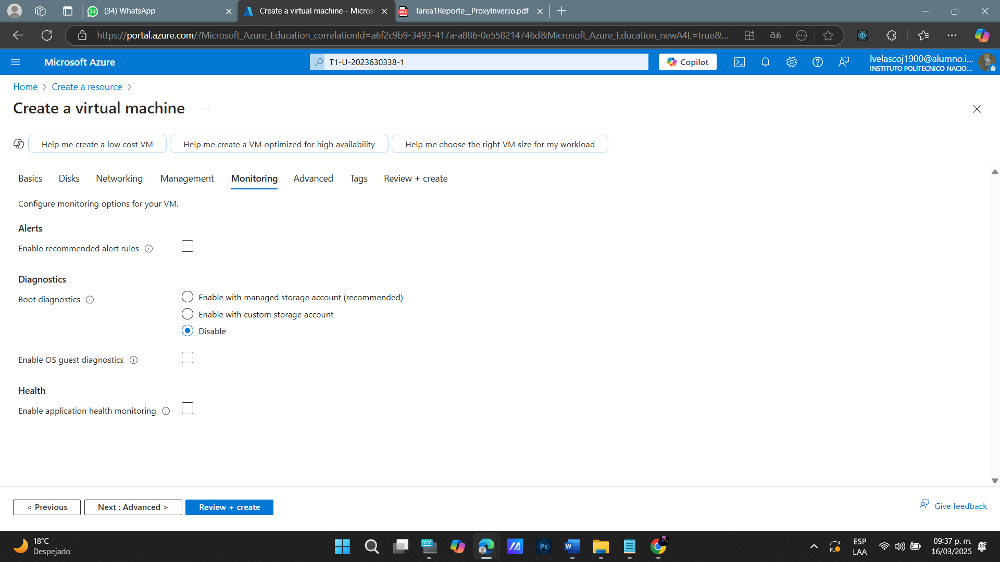 (34) WhatsApp
Create a virtual machine - Micros
Tarea1Reporte__ProxyInverso.pdf
https://portal.azure.com/?Microsoft_Azure_Education_correlationId=a6f2c9b9-3493-417a-a886-0e558214746d&Microsoft_Azure_Education_newA4E=true&...
Microsoft Azure
T1-U-2023630338-1
Copilot
lvelascoj1900@alumno.i...
INSTITUTO POLITECNICO NACIO...
Home > Create a resource >
Create a virtual machine ...
Help me create a low cost VM
Help me create a VM optimized for high availability
Help me choose the right VM size for my workload
Basics Disks Networking Management Monitoring Advanced Tags Review + create
Configure monitoring options for your VM.
Alerts
Enable recommended alert rules
Diagnostics
Boot diagnostics
Enable with managed storage account (recommended)
Enable with custom storage account
Disable
Enable OS guest diagnostics
Health
Enable application health monitoring
< Previous
Next : Advanced >
Review + create
Give feedback
18°C
Despejado
ESP
LAA
09:37 p. m.
16/03/2025